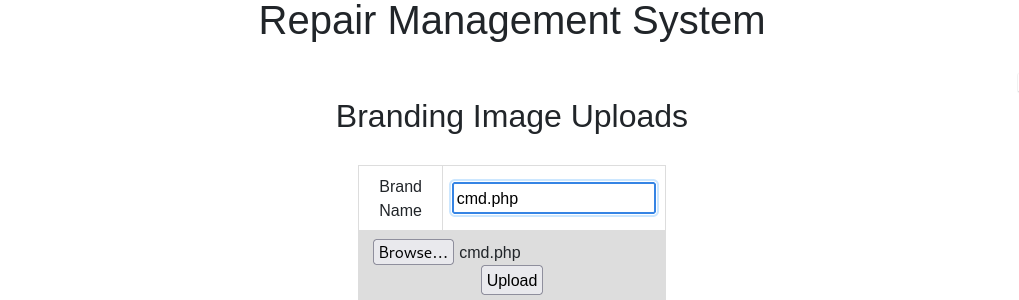 Repair Management System
Branding Image Uploads
Brand
Name
cmd.php
Browse... cmd.php
Upload